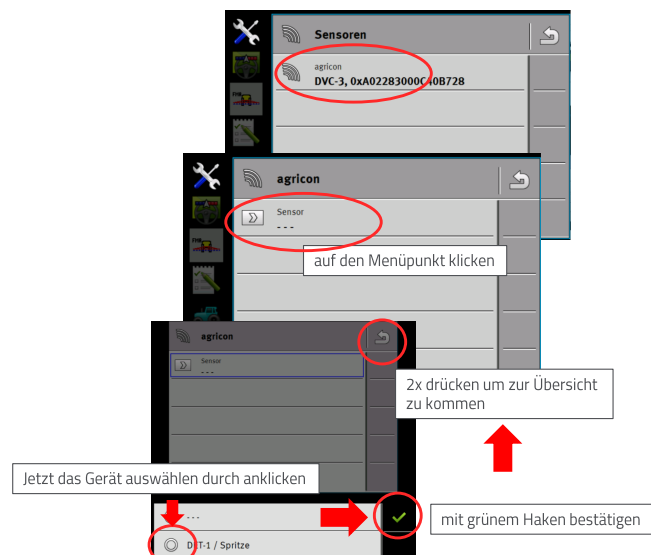 Sensoren
agricon
DVC-3, 0xA02283000C40B728
agricon
Sensor
---
auf den Menüpunkt klicken
agricon
Sensor
---
2x drücken um zur Übersicht
zu kommen
Jetzt das Gerät auswählen durch anklicken
---
mit grünem Haken bestätigen
/ Spritze